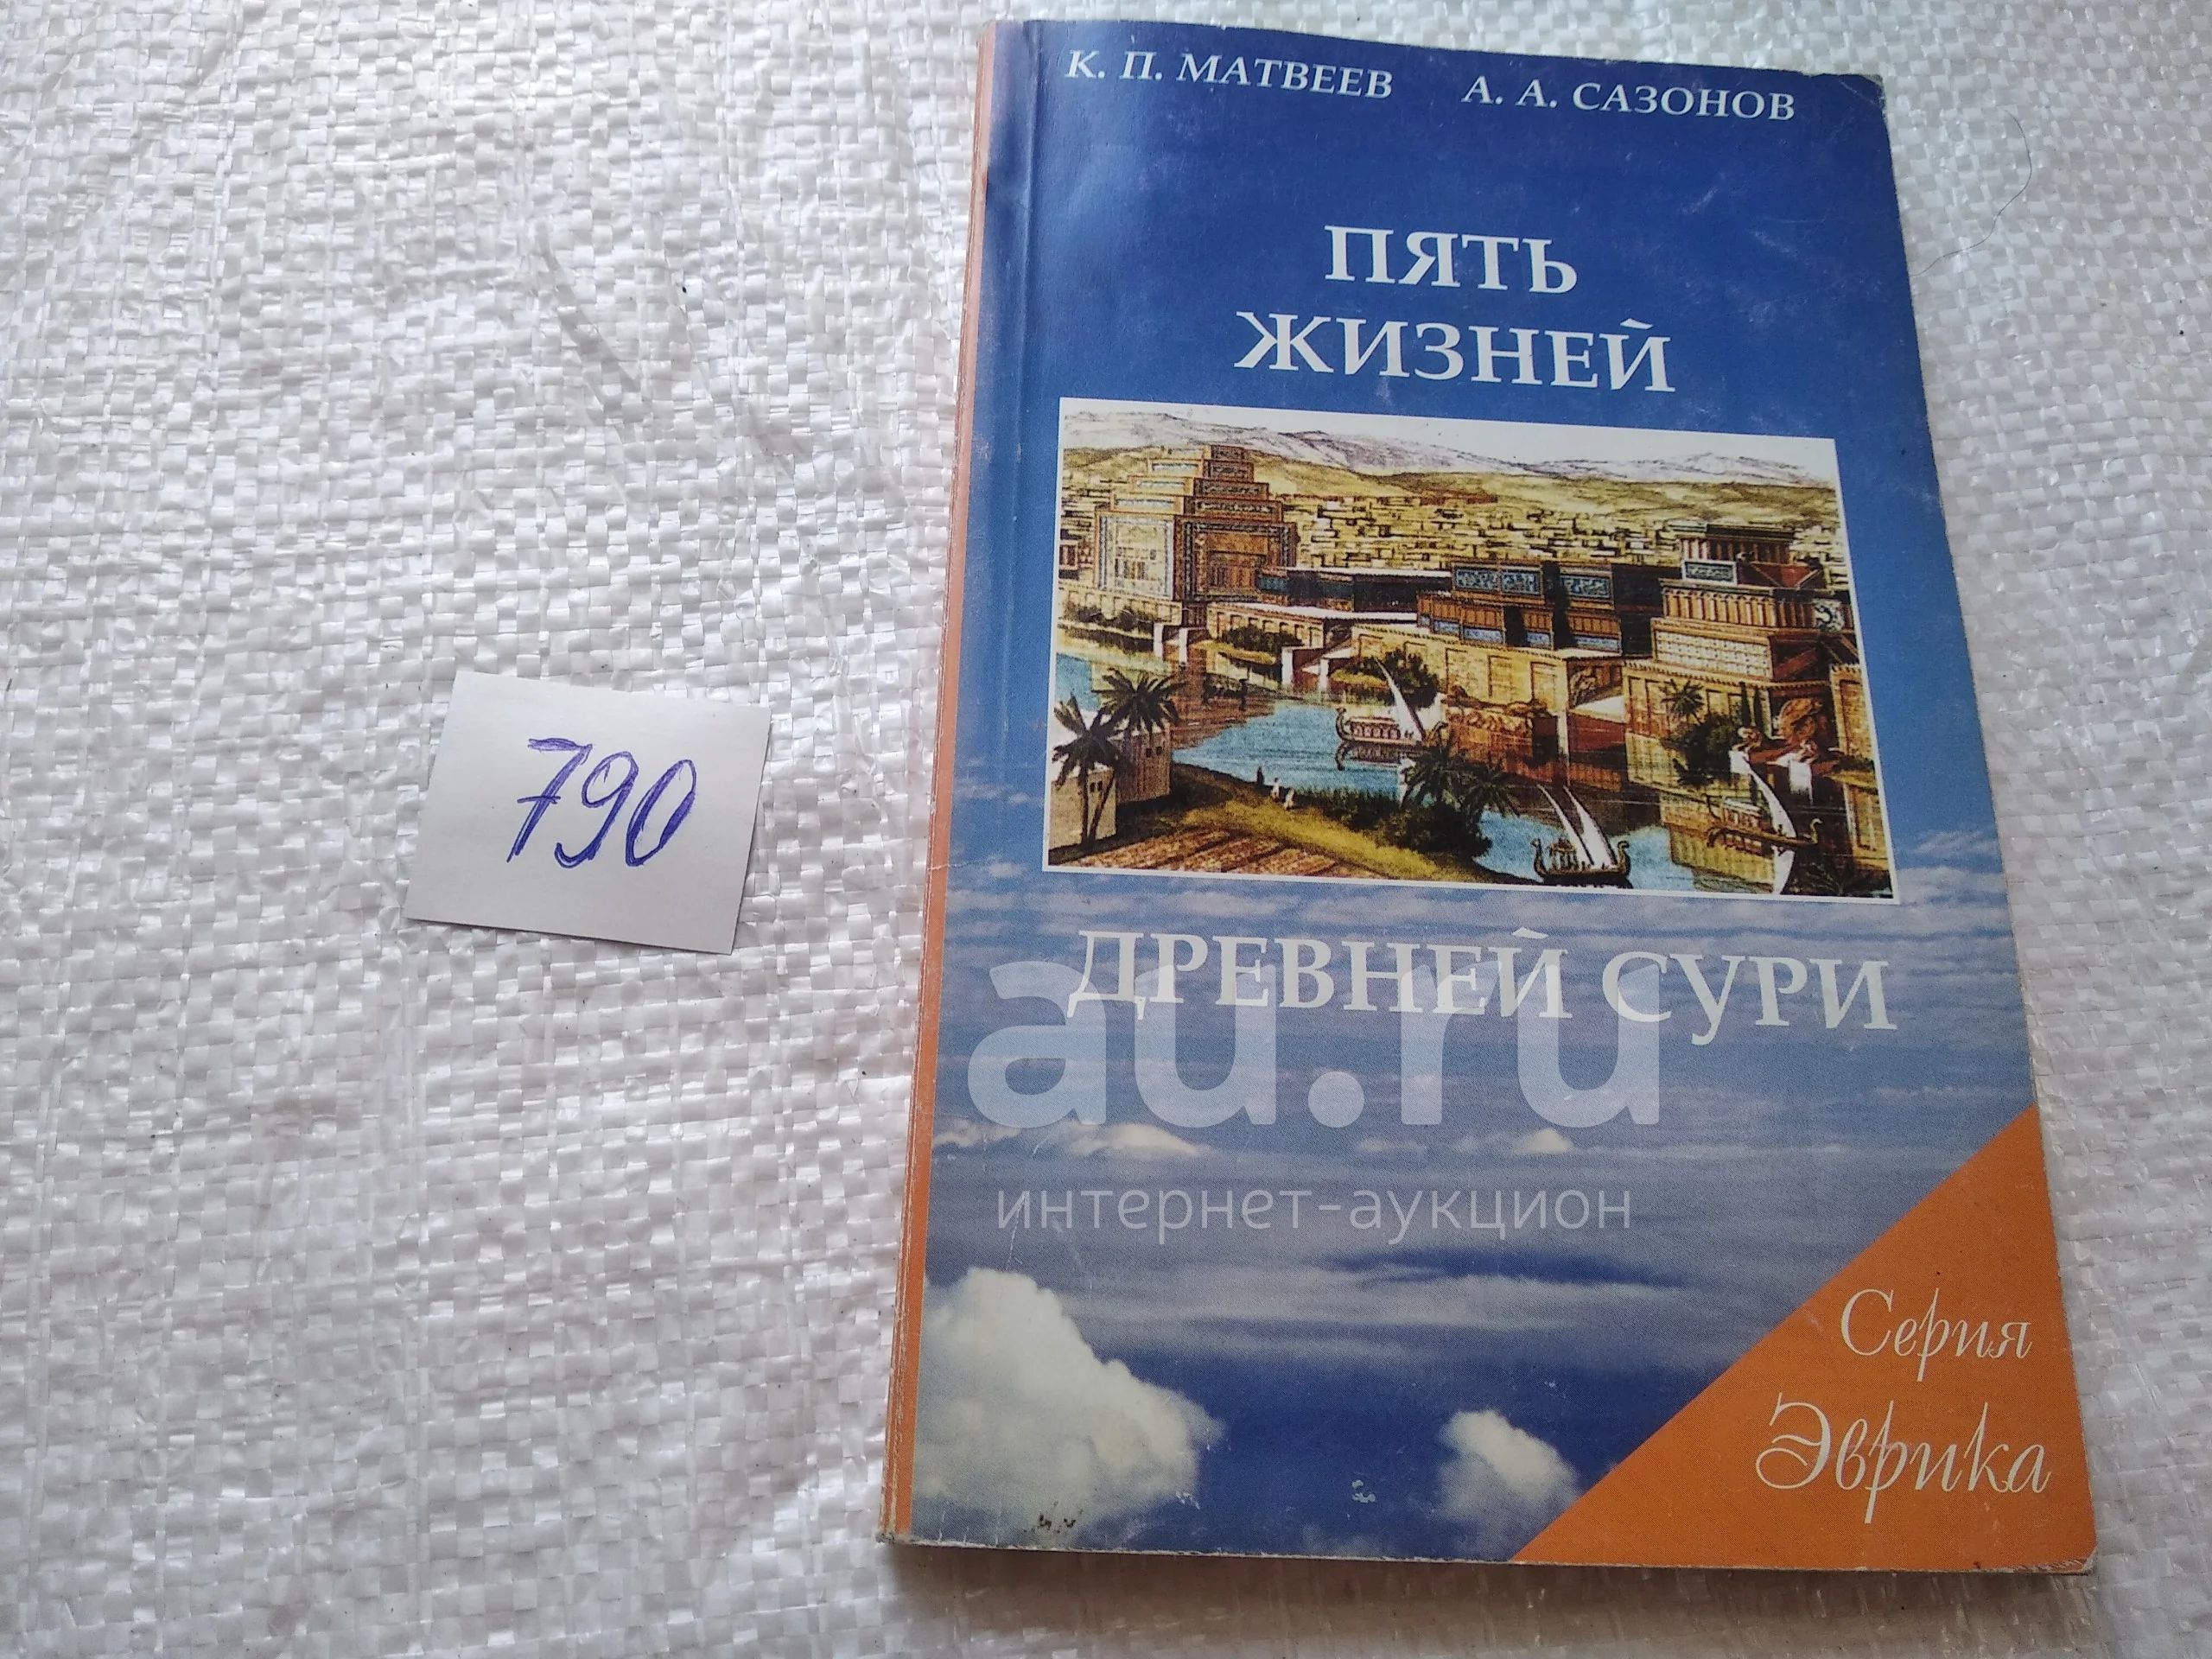 К. П. МАТВЕЕВ А. А. САЗОНОВ
ПЯТЬ
ЖИЗНЕЙ
790
ДРЕВНЕЙ СУРИ
au.ru
интернет-аукцион
Серия
Эврика